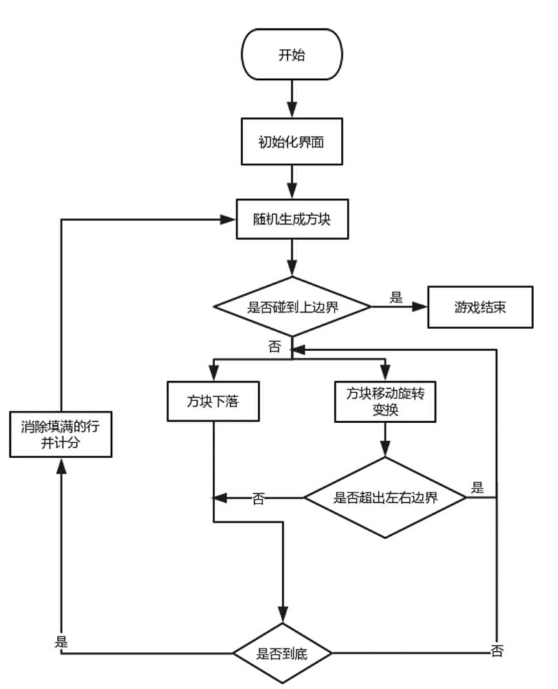 开始
初始化界面
随机生成方块
是否碰到上边界
是
游戏结束
否
方块下落
方块移动旋转
变换
消除填满的行
并计分
是否超出左右边界
是
否
是否到底
是
否